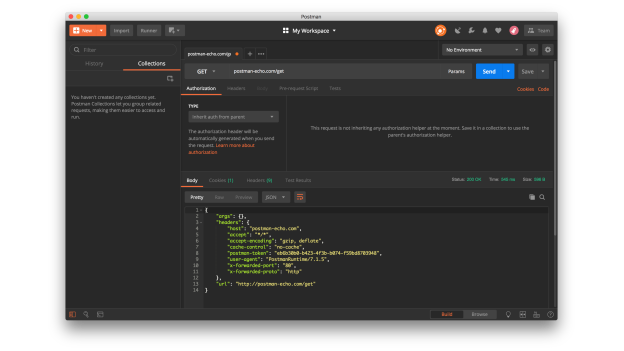 Postman
New
Import
Runner
My Workspace
Team
Filter
History
Collections
You haven't created any collections yet.
Postman Collections let you group related
requests, making them easier to access and
run.
postman-echo.com/g
No Environment
GET
postman-echo.com/get
Params
Send
Save
Authorization
Headers
Body
Pre-request Script
Tests
Cookies
Code
TYPE
Inherit auth from parent
The authorization header will be
automatically generated when you send
the request. Learn more about
authorization
This request is not inheriting any authorization helper at the moment. Save it in a collection to use the
parent's authorization helper.
Body
Cookies (1)
Headers (9)
Test Results
Status: 200 OK
Time: 540 ms
Pretty
Raw
Preview
JSON
1 {
2 "args": {},
3 "headers": {
4 "host": "postman-echo.com",
5 "accept": "*/*",
6 "accept-encoding": "gzip, deflate",
7 "cache-control": "no-cache",
8 "postman-token":
9 "user-agent": "PostmanRuntime/7.1.5",
10 "x-forwarded-port": "80",
11 "x-forwarded-proto": "http"
12 },
13 "url": "http://postman-echo.com/get"
14 }
Build
Browse